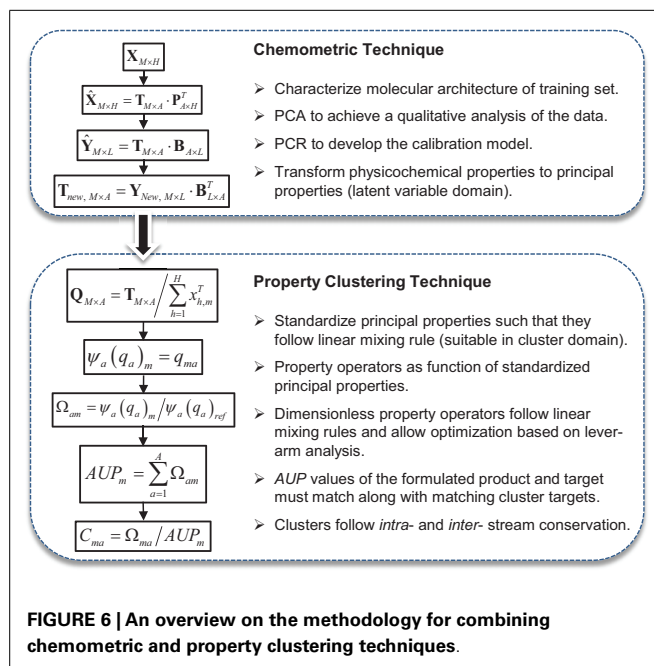 X_{M×H}
X̂_{M×H} = T_{M×A} · P^T_{A×H}
Ŷ_{M×L} = T_{M×A} · B_{A×L}
T_{new, M×A} = Y_{New, M×L} · B^T_{L×A}
Chemometric Technique
➢ Characterize molecular architecture of training set.
➢ PCA to achieve a qualitative analysis of the data.
➢ PCR to develop the calibration model.
➢ Transform physicochemical properties to principal
properties (latent variable domain).
Q_{M×A} = T_{M×A} / ∑_{h=1}^{H} x^T_{h,m}
ψ_a(q_a)_m = q_{ma}
Ω_{am} = ψ_a(q_a)_m / ψ_a(q_a)_{ref}
AUP_m = ∑_{a=1}^{A} Ω_{am}
C_{ma} = Ω_{ma} / AUP_m
Property Clustering Technique
➢ Standardize principal properties such that they
follow linear mixing rule (suitable in cluster domain).
➢ Property operators as function of standardized
principal properties.
➢ Dimensionless property operators follow linear
mixing rules and allow optimization based on lever-
arm analysis.
➢ AUP values of the formulated product and target
must match along with matching cluster targets.
➢ Clusters follow intra- and inter- stream conservation.
FIGURE 6 | An overview on the methodology for combining
chemometric and property clustering techniques.